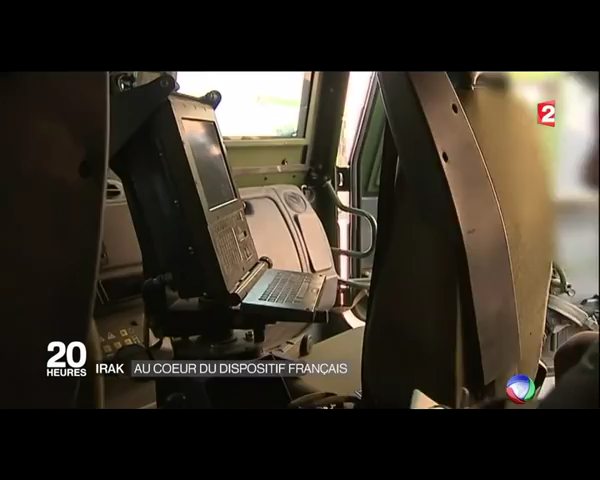 2
20
HEURES
IRAK AU COEUR DU DISPOSITIF FRANÇAIS